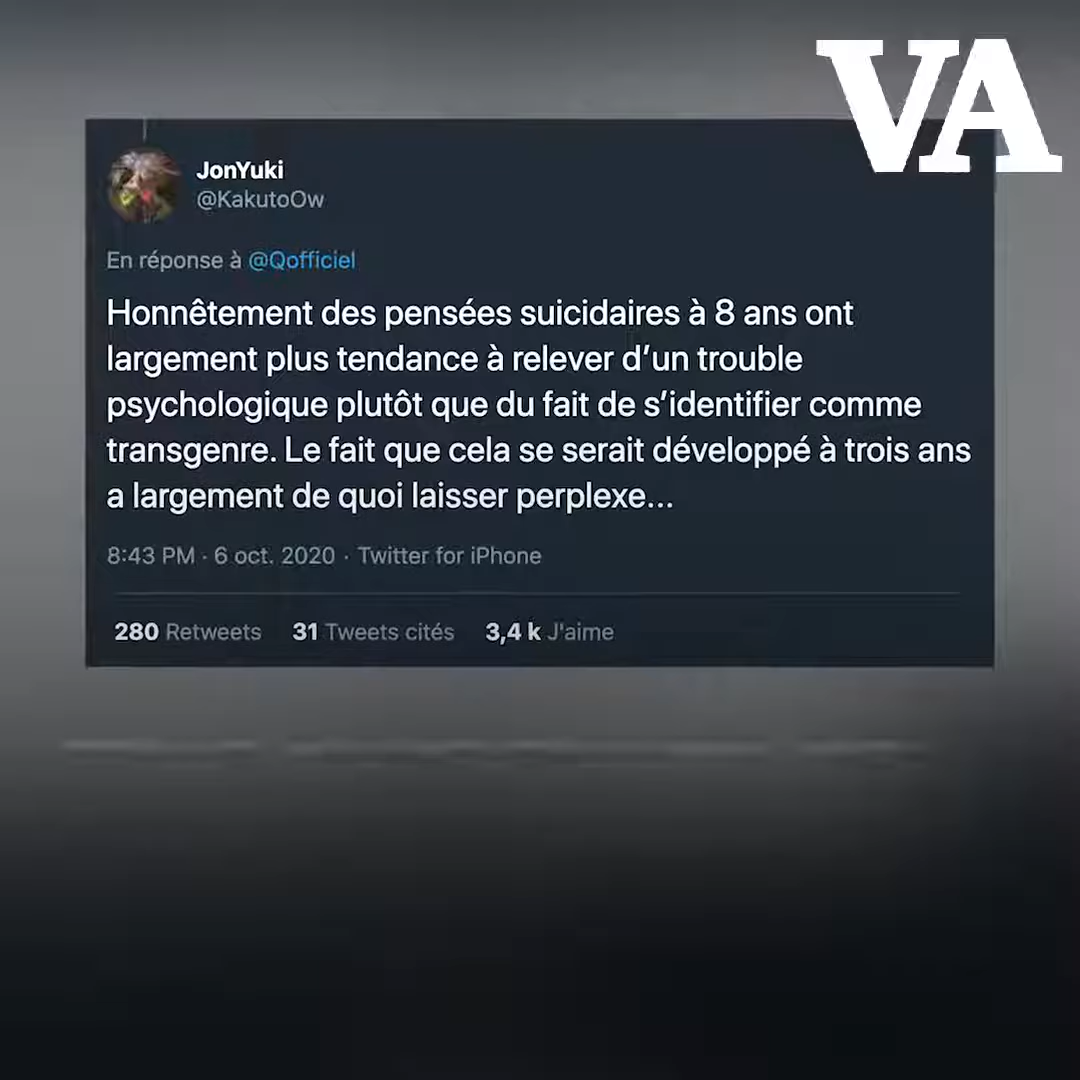 VA
JonYuki
@KakutoOw
En réponse à @Qofficiel
Honnêtement des pensées suicidaires à 8 ans ont
largement plus tendance à relever d’un trouble
psychologique plutôt que du fait de s’identifier comme
transgenre. Le fait que cela se serait développé à trois ans
a largement de quoi laisser perplexe...
8:43 PM · 6 oct. 2020 · Twitter for iPhone
280 Retweets 31 Tweets cités 3,4 k J'aime